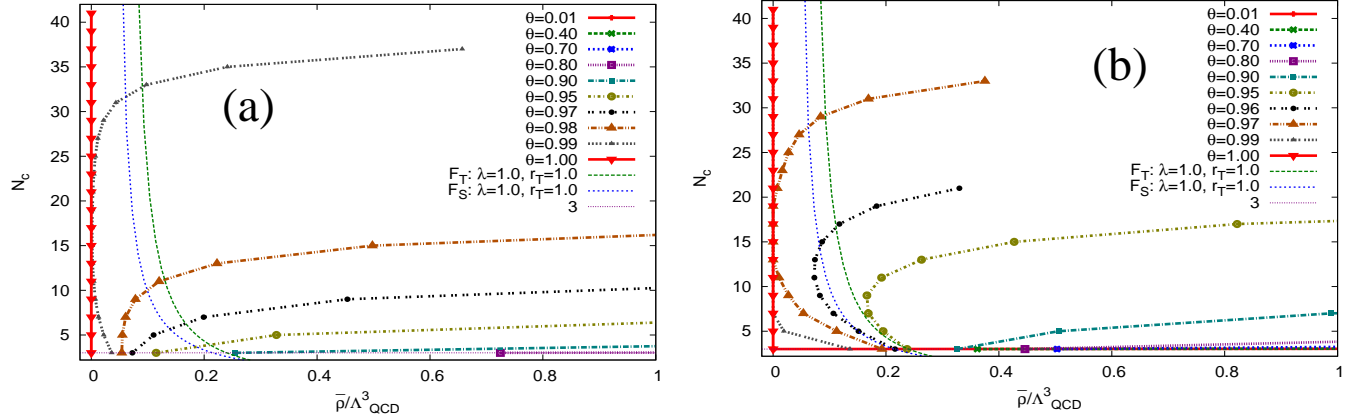 (a)
N_c
40
35
30
25
20
15
10
5
θ=0.01
θ=0.40
θ=0.70
θ=0.80
θ=0.90
θ=0.95
θ=0.97
θ=0.98
θ=0.99
θ=1.00
F_T: λ=1.0, r_T=1.0
F_S: λ=1.0, r_T=1.0
3
0 0.2 0.4 0.6 0.8 1
ρ̅/Λ³_QCD
(b)
N_c
40
35
30
25
20
15
10
5
θ=0.01
θ=0.40
θ=0.70
θ=0.80
θ=0.90
θ=0.95
θ=0.96
θ=0.97
θ=0.99
θ=1.00
F_T: λ=1.0, r_T=1.0
F_S: λ=1.0, r_T=1.0
3
0 0.2 0.4 0.6 0.8 1
ρ̅/Λ³_QCD